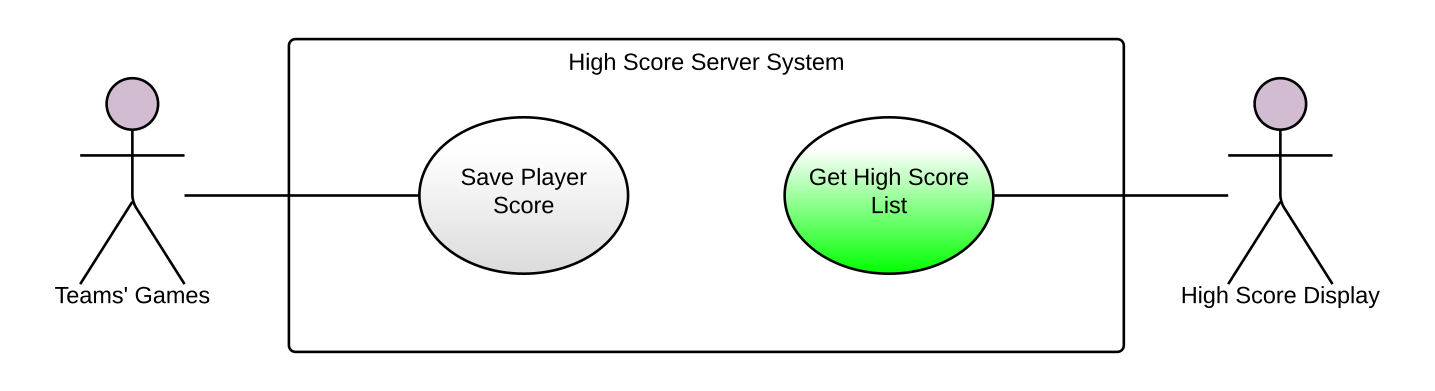 High Score Server System
Save Player
Score
Get High Score
List
Teams' Games
High Score Display